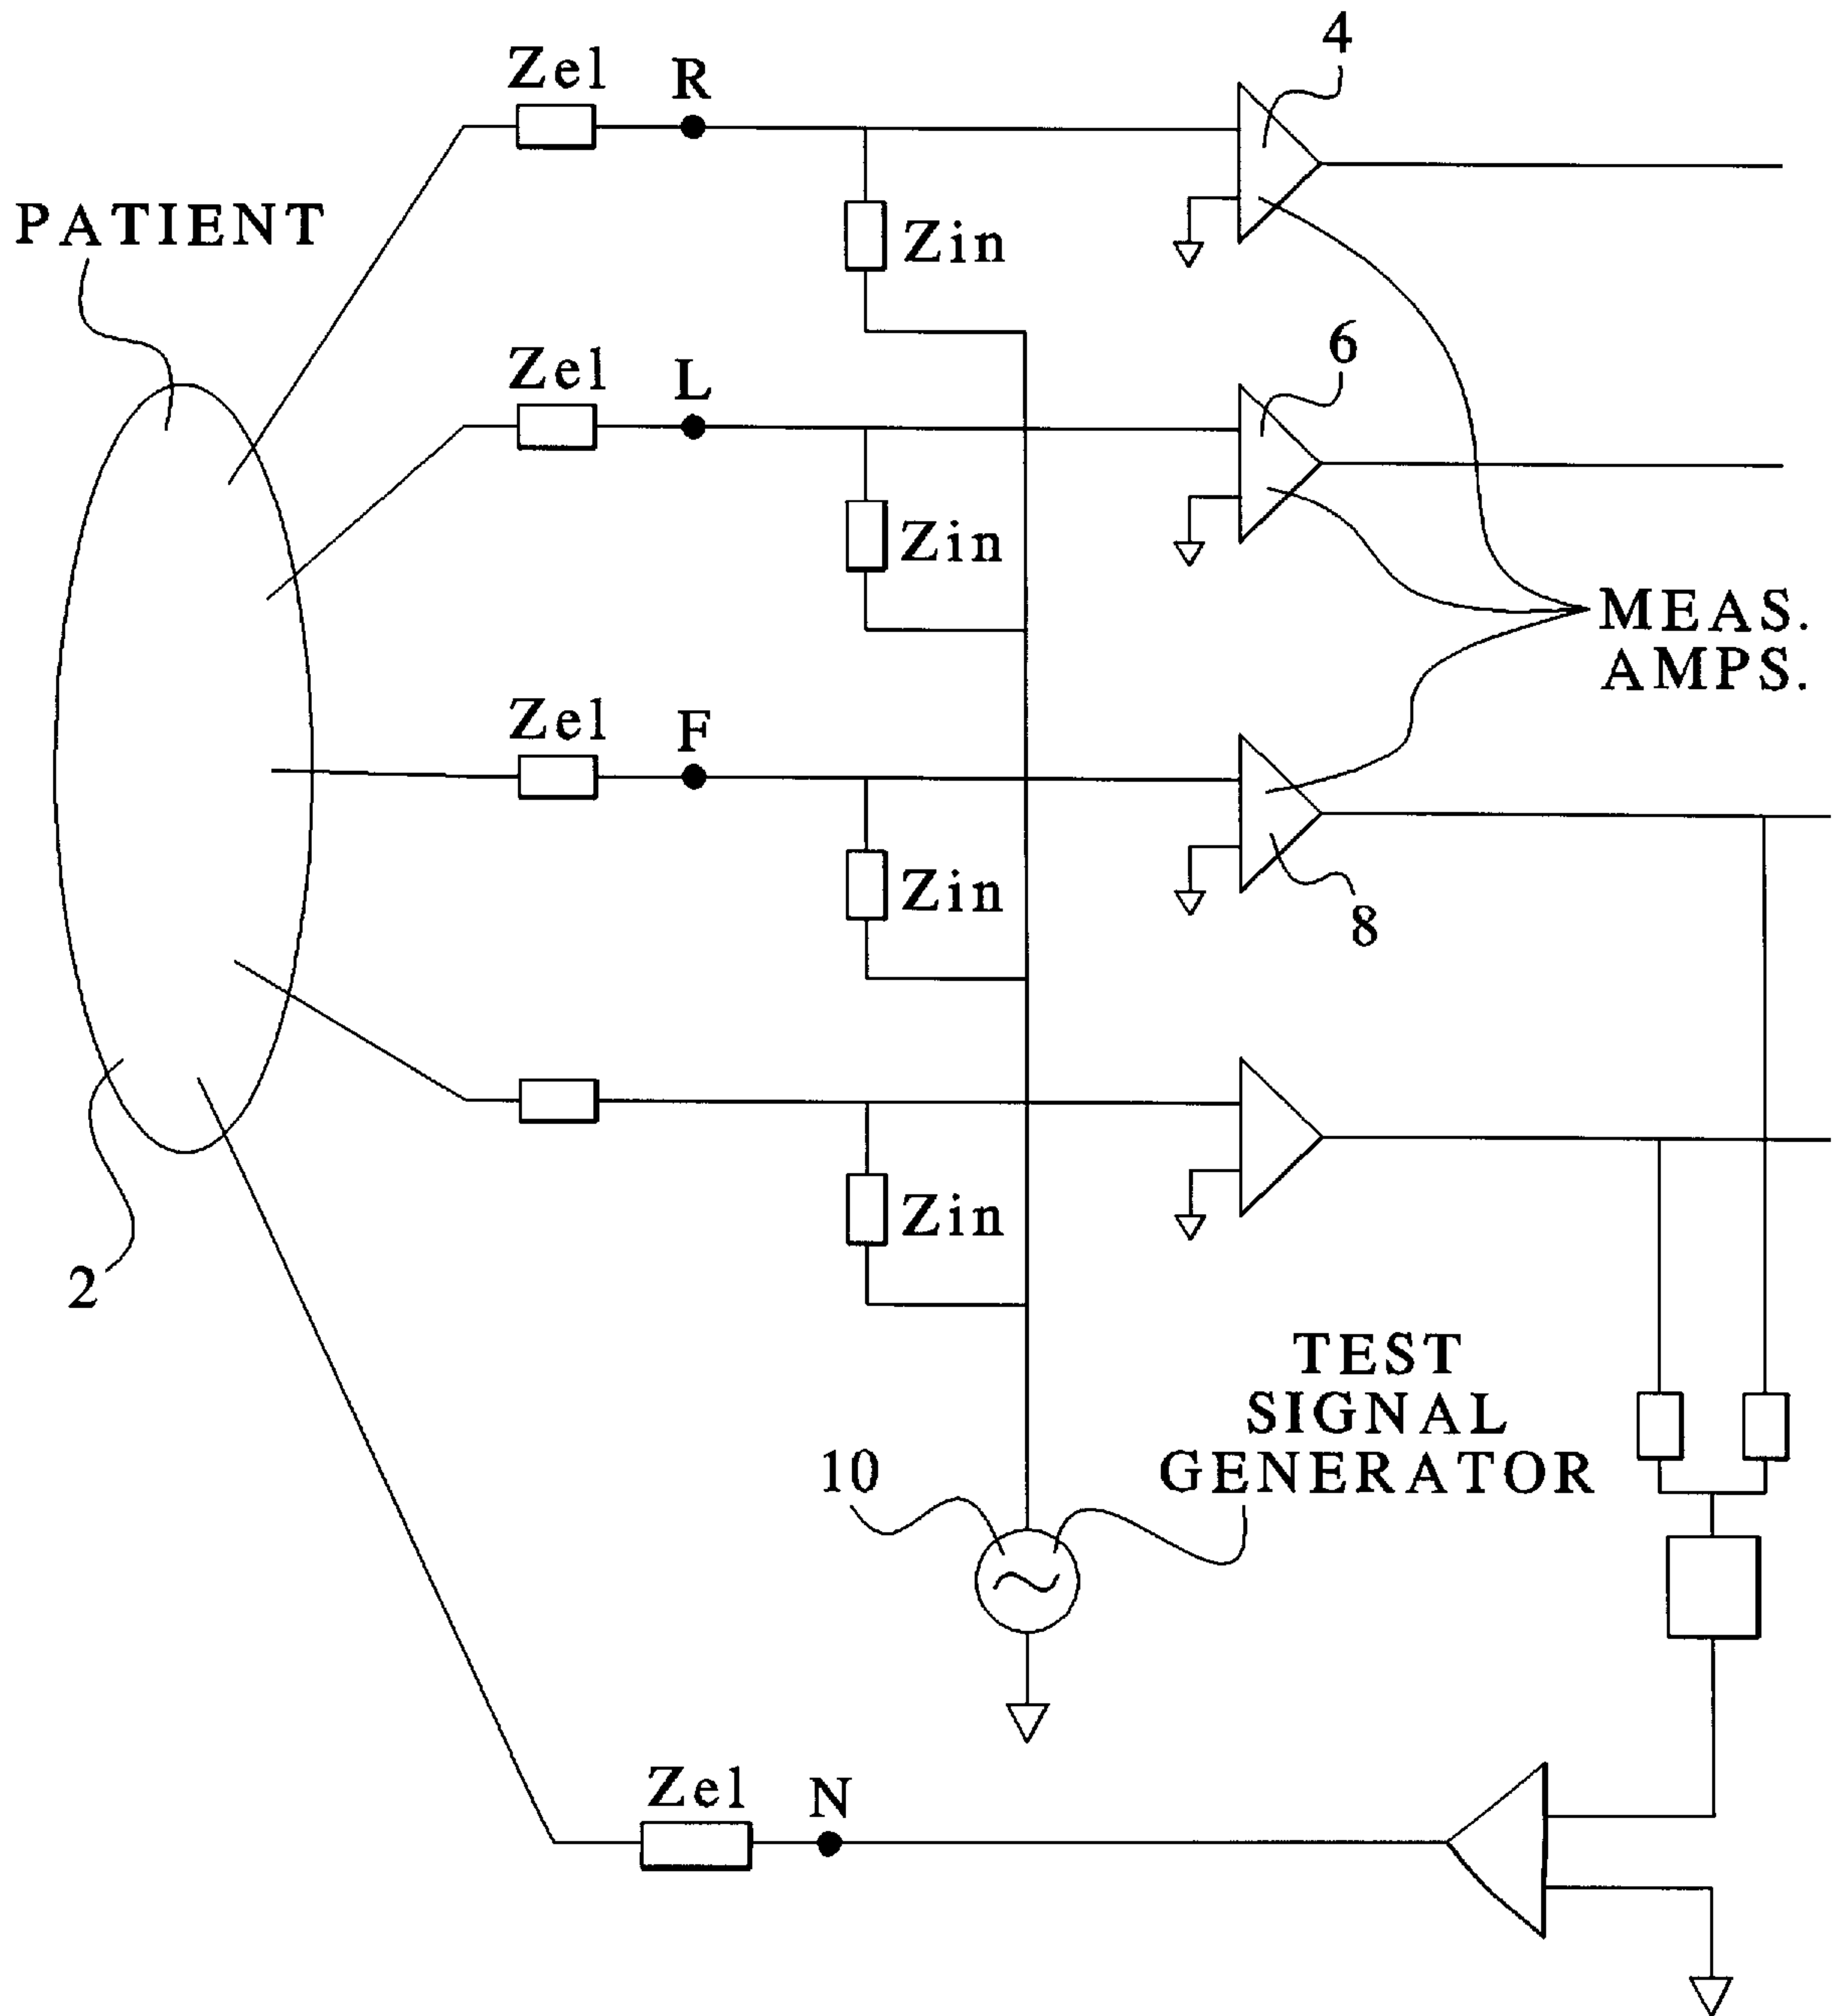 4
Zel R
PATIENT
Zin
6
Zel L
Zin
MEAS.
AMPS.
Zel F
Zin
8
Zin
2
TEST
SIGNAL
GENERATOR
10
Zel N